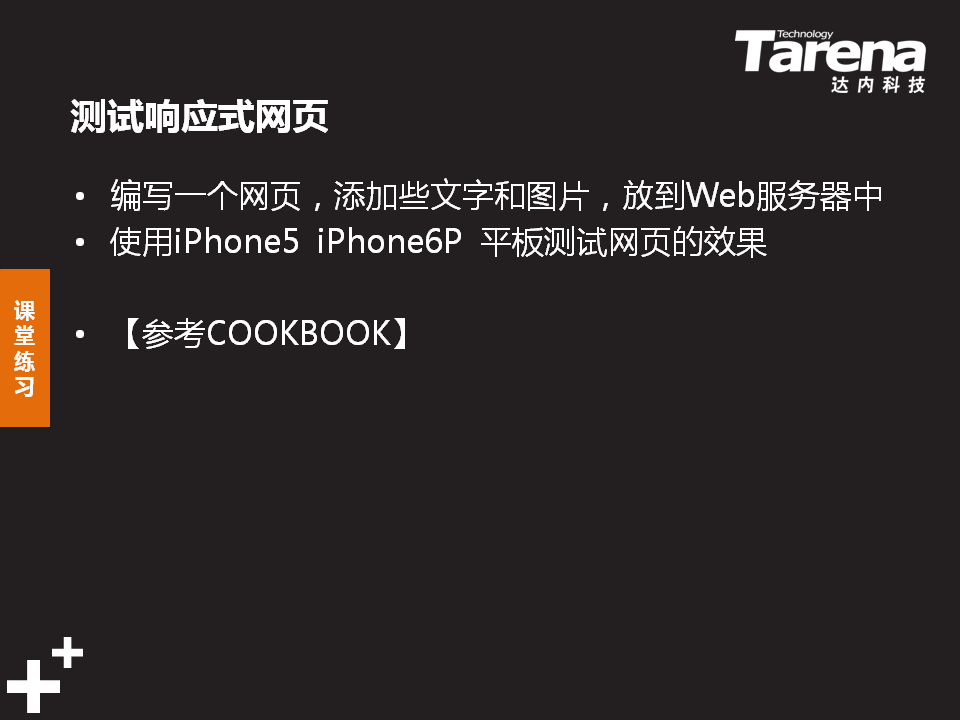 Technology
Tarena
达内科技
测试响应式网页
• 编写一个网页，添加些文字和图片，放到Web服务器中
• 使用iPhone5 iPhone6P 平板测试网页的效果
• 【参考COOKBOOK】
课
堂
练
习